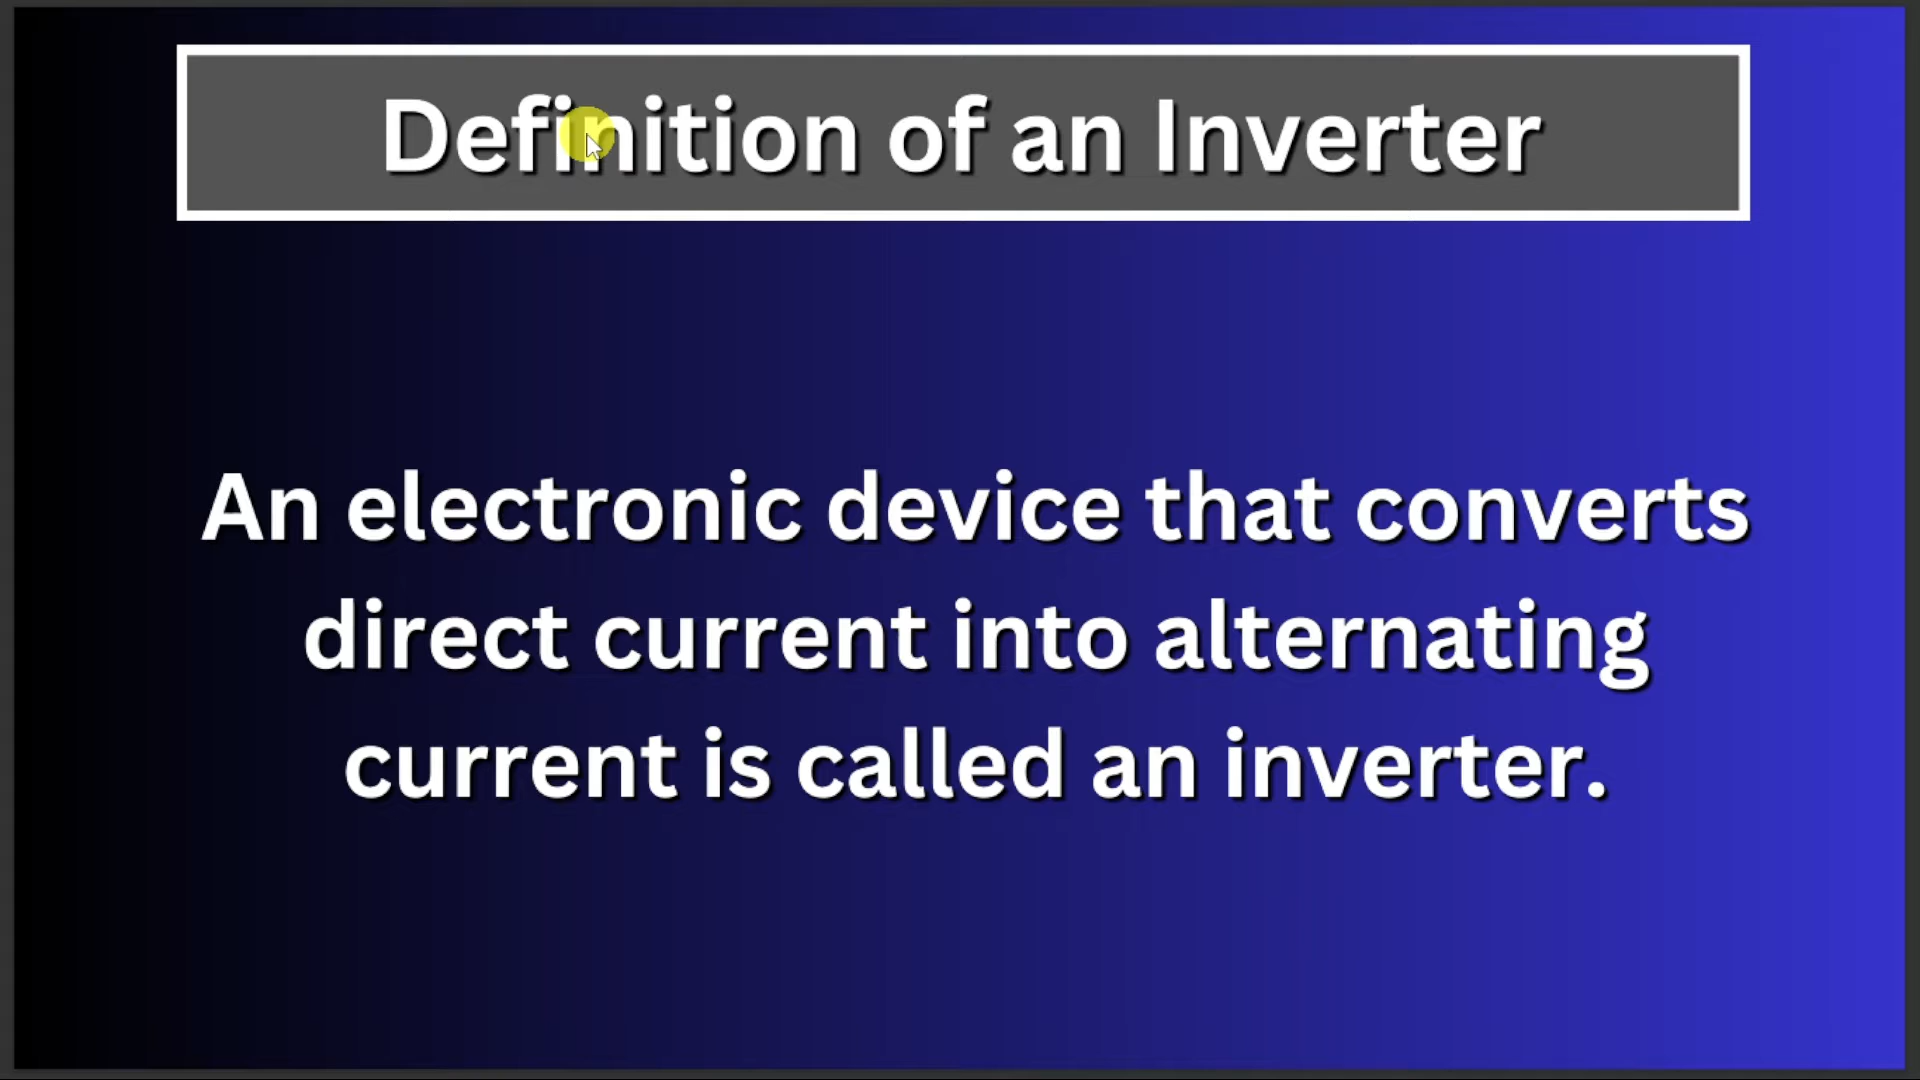 Definition of an Inverter
An electronic device that converts
direct current into alternating
current is called an inverter.